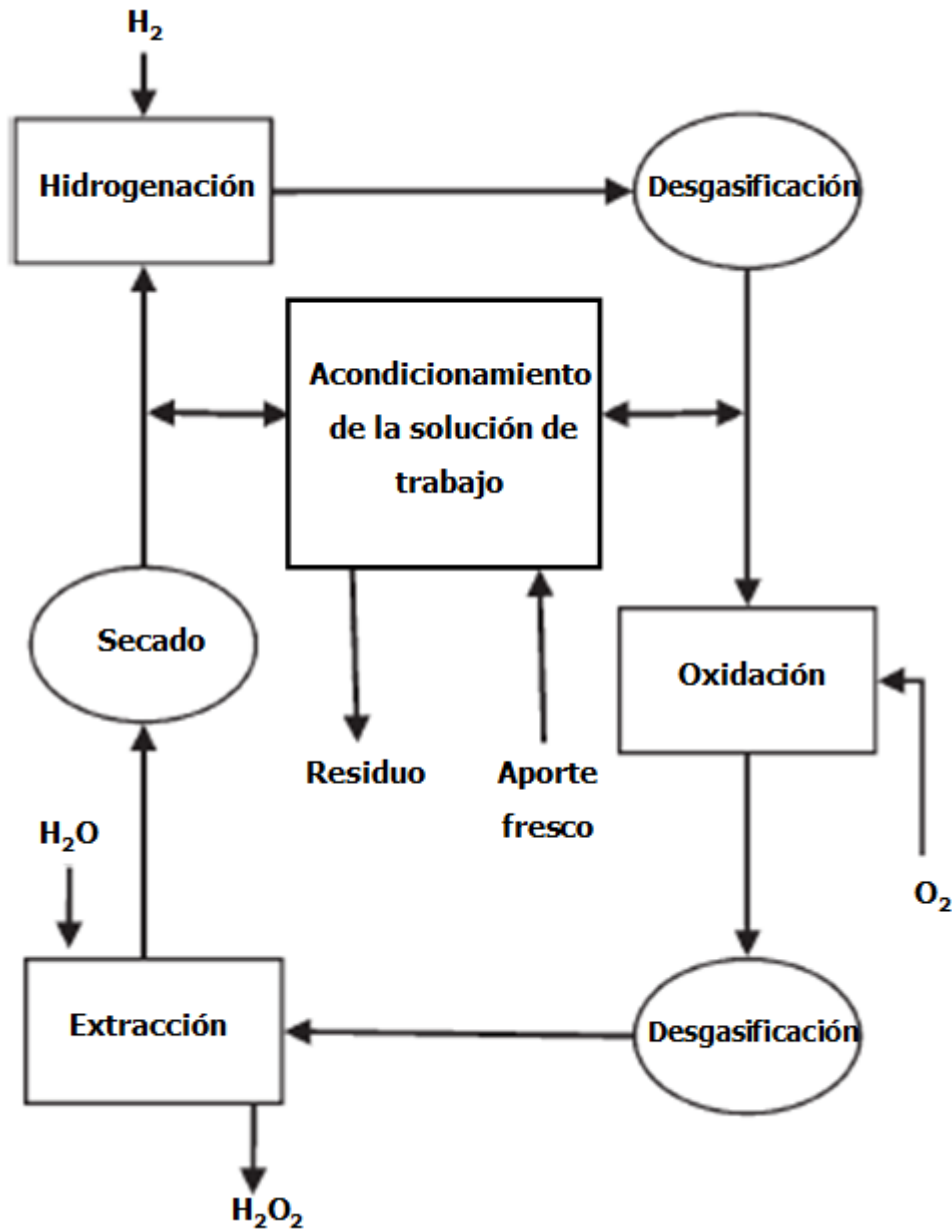 H₂
Hidrogenación
Desgasificación
Acondicionamiento
de la solución de
trabajo
Secado
Oxidación
Residuo
Aporte
fresco
H₂O
O₂
Extracción
Desgasificación
H₂O₂